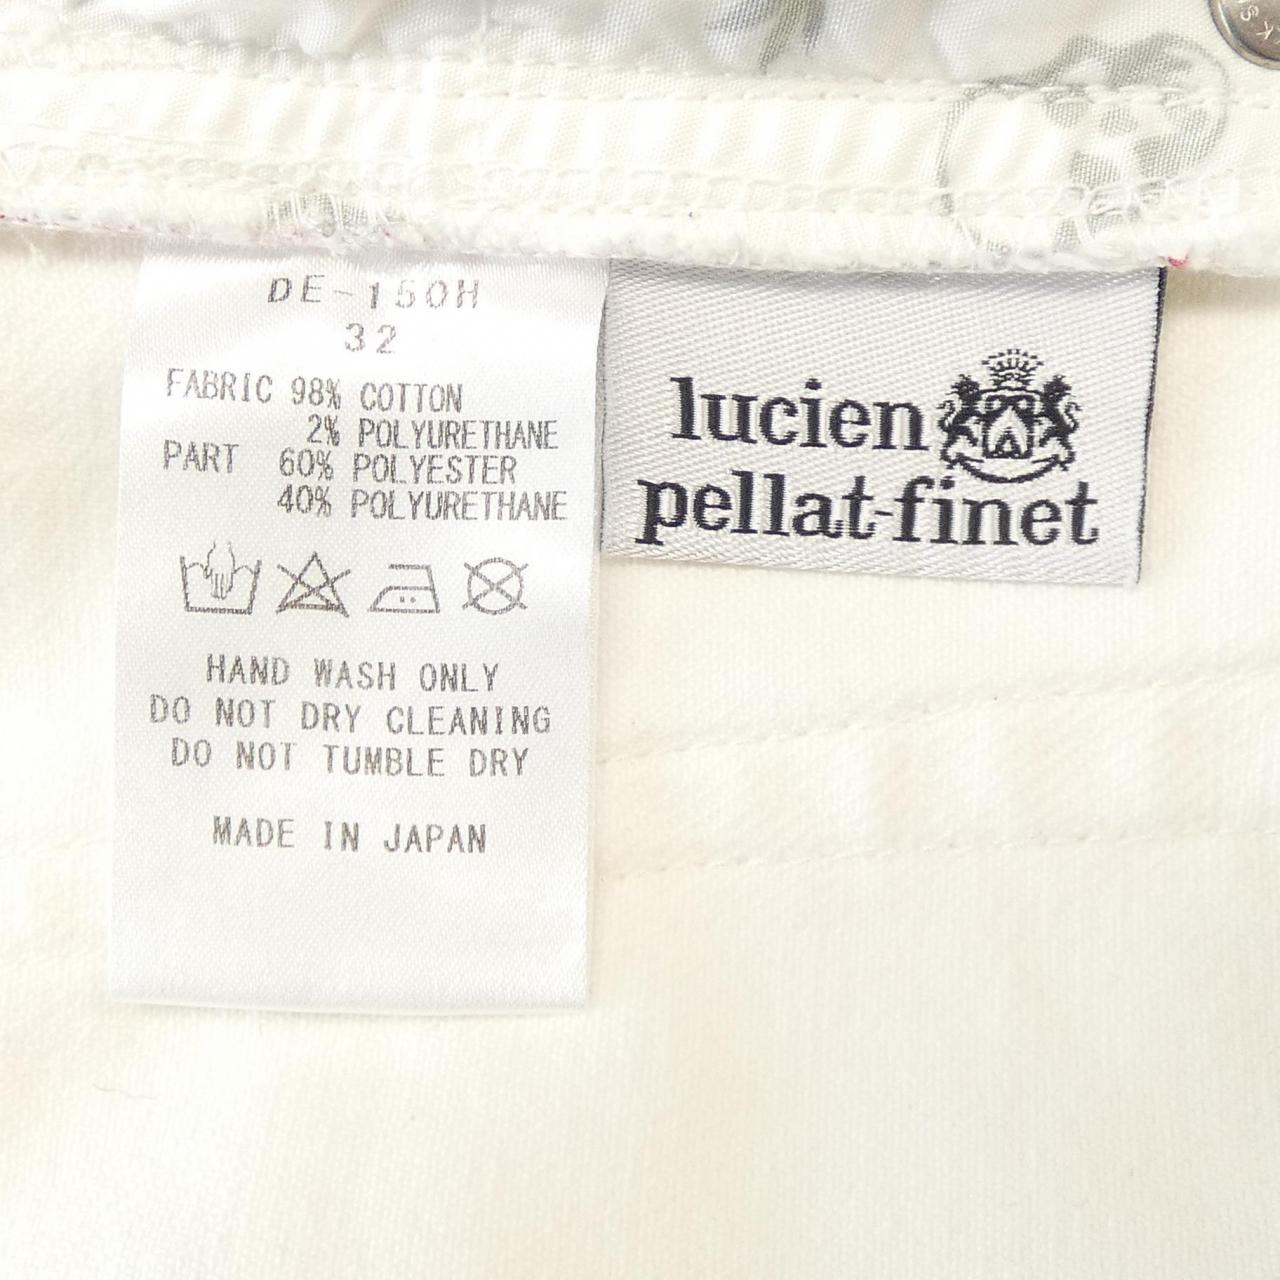 DE-150H
32
FABRIC 98% COTTON
2% POLYURETHANE
PART 60% POLYESTER
40% POLYURETHANE
HAND WASH ONLY
DO NOT DRY CLEANING
DO NOT TUMBLE DRY
MADE IN JAPAN
lucien
pellat-finet